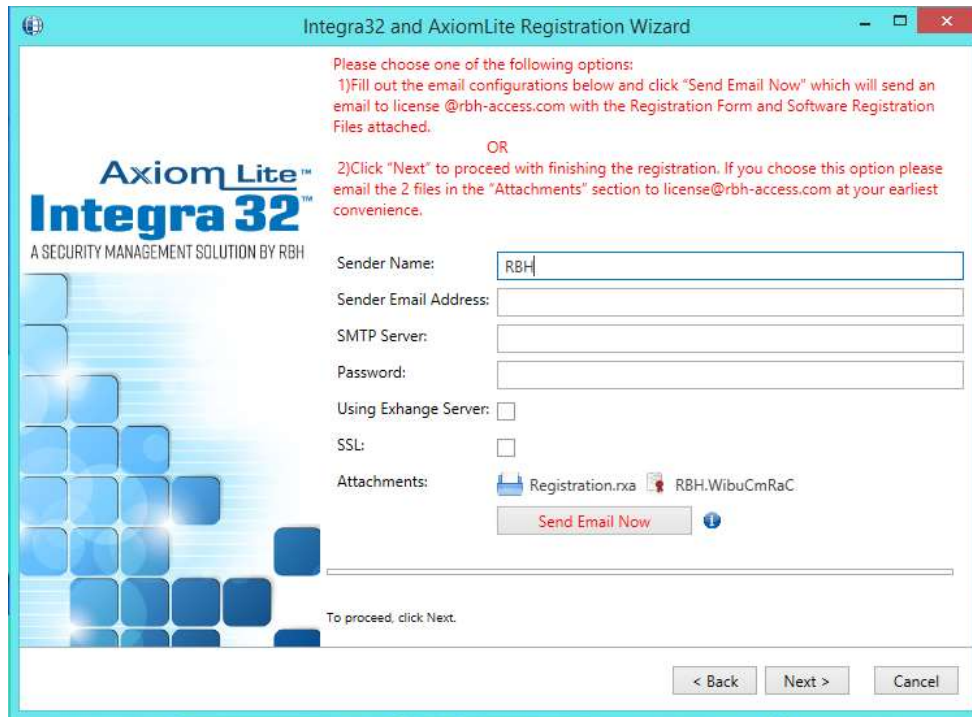 Integra32 and AxiomLite Registration Wizard
Please choose one of the following options:
1)Fill out the email configurations below and click "Send Email Now" which will send an
email to license @rbh-access.com with the Registration Form and Software Registration
Files attached.
OR
2)Click "Next" to proceed with finishing the registration. If you choose this option please
email the 2 files in the "Attachments" section to license@rbh-access.com at your earliest
convenience.
Axiom Lite™
Integra 32™
A SECURITY MANAGEMENT SOLUTION BY RBH
Sender Name:
RBH
Sender Email Address:
SMTP Server:
Password:
Using Exhange Server:
SSL:
Attachments:
Registration.rxa
RBH.WibuCmRaC
Send Email Now
To proceed, click Next.
< Back
Next >
Cancel